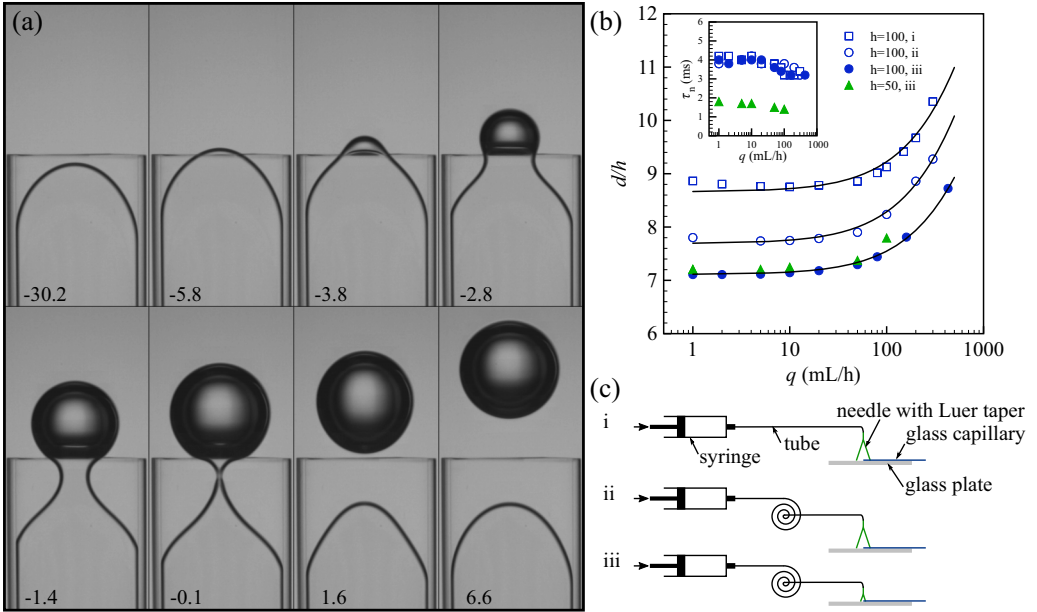 (a)
-30.2
-5.8
-3.8
-2.8
-1.4
-0.1
1.6
6.6
(b)
12
11
10
9
8
7
6
d/h
1
10
100
1000
q (mL/h)
6
5
4
3
2
1
0
τn (ms)
1
10
100
1000
q (mL/h)
h=100, i
h=100, ii
h=100, iii
h=50, iii
(c)
i
syringe
tube
needle with Luer taper
glass capillary
glass plate
ii
iii